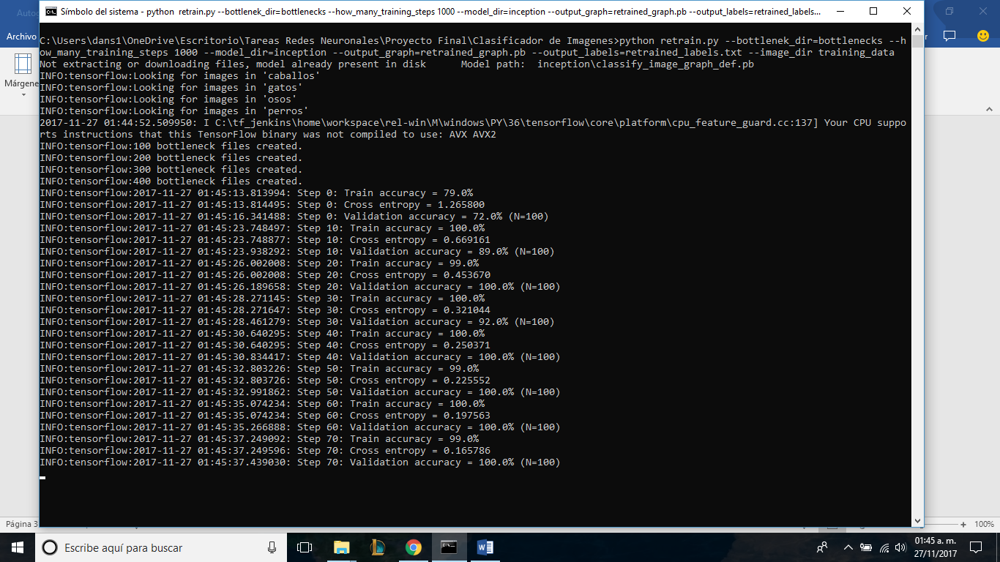 Símbolo del sistema - python retrain.py --bottlenek_dir=bottlenecks --how_many_training_steps 1000 --model_dir=inception --output_graph=retrained_graph.pb --output_labels=retrained_labels...
Archivo
Márgene
C:\Users\dans1\OneDrive\Escritorio\Tareas Redes Neuronales\Proyecto Final\Clasificador de Imagenes>python retrain.py --bottlenek_dir=bottlenecks --h
ow_many_training_steps 1000 --model_dir=inception --output_graph=retrained_graph.pb --output_labels=retrained_labels.txt --image_dir training_data
Not extracting or downloading files, model already present in disk Model path: inception\classify_image_graph_def.pb
INFO:tensorflow:Looking for images in 'caballos'
INFO:tensorflow:Looking for images in 'gatos'
INFO:tensorflow:Looking for images in 'osos'
INFO:tensorflow:Looking for images in 'perros'
2017-11-27 01:44:52.509950: I C:\tf_jenkins\home\workspace\rel-win\M\windows\PY\36\tensorflow\core\platform\cpu_feature_guard.cc:137] Your CPU suppo
rts instructions that this TensorFlow binary was not compiled to use: AVX AVX2
INFO:tensorflow:100 bottleneck files created.
INFO:tensorflow:200 bottleneck files created.
INFO:tensorflow:300 bottleneck files created.
INFO:tensorflow:400 bottleneck files created.
INFO:tensorflow:2017-11-27 01:45:13.813994: Step 0: Train accuracy = 79.0%
INFO:tensorflow:2017-11-27 01:45:13.814495: Step 0: Cross entropy = 1.265800
INFO:tensorflow:2017-11-27 01:45:16.341488: Step 0: Validation accuracy = 72.0% (N=100)
INFO:tensorflow:2017-11-27 01:45:23.748497: Step 10: Train accuracy = 100.0%
INFO:tensorflow:2017-11-27 01:45:23.748877: Step 10: Cross entropy = 0.669161
INFO:tensorflow:2017-11-27 01:45:23.938292: Step 10: Validation accuracy = 89.0% (N=100)
INFO:tensorflow:2017-11-27 01:45:26.002008: Step 20: Train accuracy = 99.0%
INFO:tensorflow:2017-11-27 01:45:26.002008: Step 20: Cross entropy = 0.453670
INFO:tensorflow:2017-11-27 01:45:26.189658: Step 20: Validation accuracy = 100.0% (N=100)
INFO:tensorflow:2017-11-27 01:45:28.271145: Step 30: Train accuracy = 100.0%
INFO:tensorflow:2017-11-27 01:45:28.271647: Step 30: Cross entropy = 0.321044
INFO:tensorflow:2017-11-27 01:45:28.461279: Step 30: Validation accuracy = 92.0% (N=100)
INFO:tensorflow:2017-11-27 01:45:30.640295: Step 40: Train accuracy = 100.0%
INFO:tensorflow:2017-11-27 01:45:30.640295: Step 40: Cross entropy = 0.250371
INFO:tensorflow:2017-11-27 01:45:30.834417: Step 40: Validation accuracy = 100.0% (N=100)
INFO:tensorflow:2017-11-27 01:45:32.803226: Step 50: Train accuracy = 99.0%
INFO:tensorflow:2017-11-27 01:45:32.803726: Step 50: Cross entropy = 0.225552
INFO:tensorflow:2017-11-27 01:45:32.991862: Step 50: Validation accuracy = 100.0% (N=100)
INFO:tensorflow:2017-11-27 01:45:35.074234: Step 60: Train accuracy = 100.0%
INFO:tensorflow:2017-11-27 01:45:35.074234: Step 60: Cross entropy = 0.197563
INFO:tensorflow:2017-11-27 01:45:35.266888: Step 60: Validation accuracy = 100.0% (N=100)
INFO:tensorflow:2017-11-27 01:45:37.249092: Step 70: Train accuracy = 99.0%
INFO:tensorflow:2017-11-27 01:45:37.249596: Step 70: Cross entropy = 0.165786
INFO:tensorflow:2017-11-27 01:45:37.439030: Step 70: Validation accuracy = 100.0% (N=100)
Página 3
100%
Escribe aquí para buscar
01:45 a. m.
27/11/2017